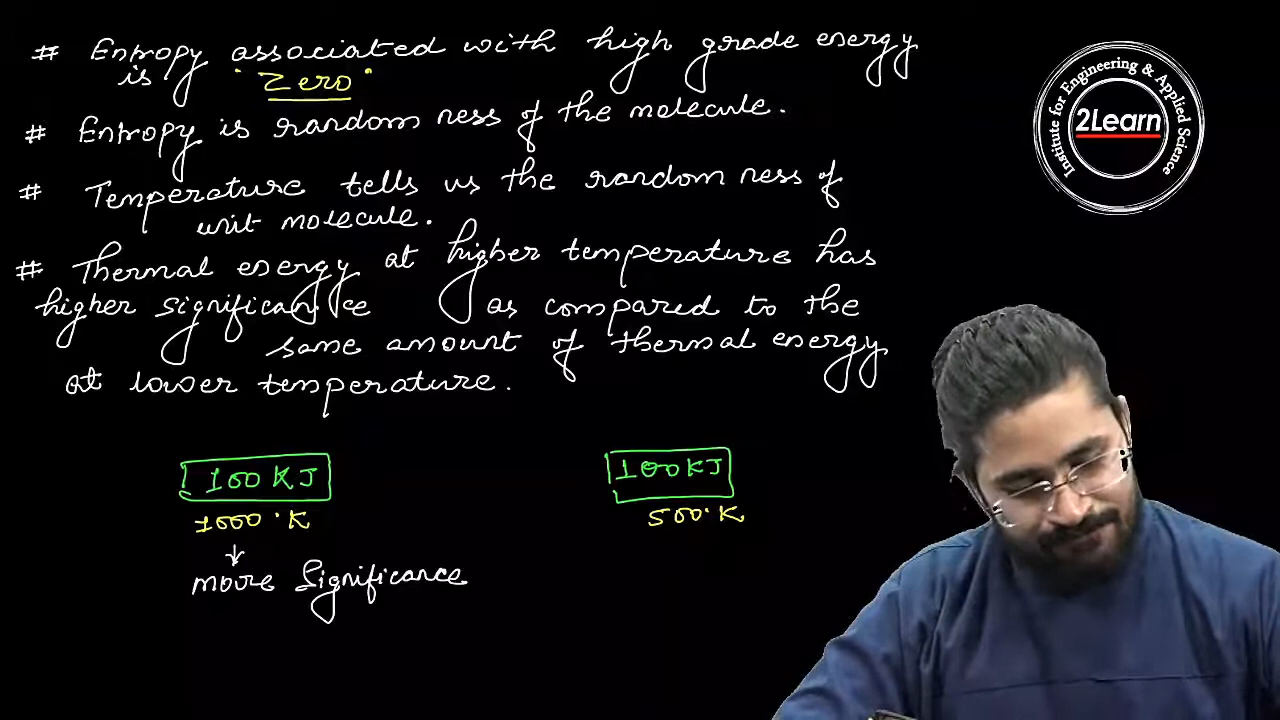 # Entropy associated with high grade energy
is "Zero"
# Entropy is random ness of the molecule.
# Temperature tells us the random ness of
unit molecule.
# Thermal energy at higher temperature has
higher significance as compared to the
same amount of thermal energy
at lower temperature.
100 KJ 100 KJ
1000 °K 500 °K
more Significance
Institute for Engineering & Applied Science
2Learn